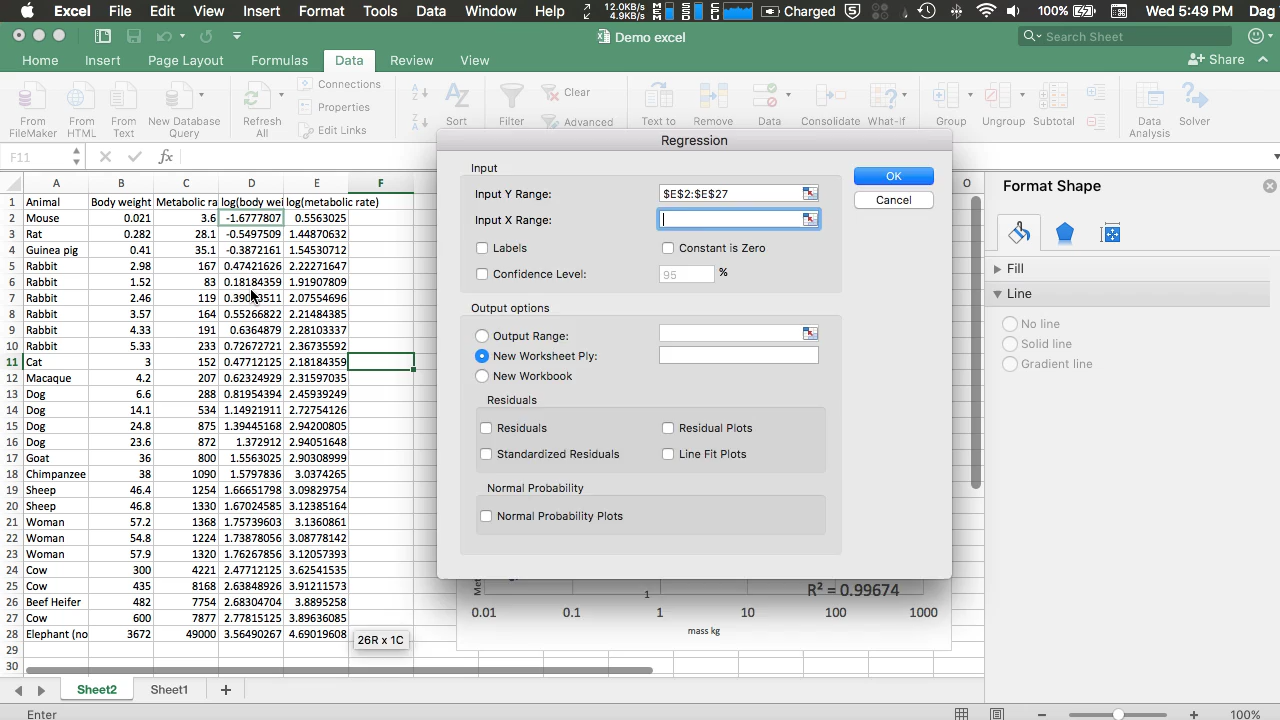 Excel File Edit View Insert Format Tools Data Window Help 12.0KB/s 4.9KB/s Charged 100% Wed 5:49 PM Dag
Demo excel
Search Sheet
Home Insert Page Layout Formulas Data Review View Share
From FileMaker From HTML From Text New Database Query Refresh All Connections Properties Edit Links Sort Filter Clear Advanced Text to Remove Data Consolidate What-If Group Ungroup Subtotal Data Analysis Solver
F11 fx
A B C D E F O
1 Animal Body weight Metabolic ra log(body wei log(metabolic rate)
2 Mouse 0.021 3.6 -1.6777807 0.5563025
3 Rat 0.282 28.1 -0.5497509 1.44870632
4 Guinea pig 0.41 35.1 -0.3872161 1.54530712
5 Rabbit 2.98 167 0.47421626 2.22271647
6 Rabbit 1.52 83 0.18184359 1.91907809
7 Rabbit 2.46 119 2.07554696
8 Rabbit 3.57 164 0.55266822 2.21484385
9 Rabbit 4.33 191 0.6364879 2.28103337
10 Rabbit 5.33 233 0.72672721 2.36735592
11 Cat 3 152 0.47712125 2.18184359
12 Macaque 4.2 207 0.62324929 2.31597035
13 Dog 6.6 288 0.81954394 2.45939249
14 Dog 14.1 534 1.14921911 2.72754126
15 Dog 24.8 875 1.39445168 2.94200805
16 Dog 23.6 872 1.372912 2.94051648
17 Goat 36 800 1.5563025 2.90308999
18 Chimpanzee 38 1090 1.5797836 3.0374265
19 Sheep 46.4 1254 1.66651798 3.09829754
20 Sheep 46.8 1330 1.67024585 3.12385164
21 Woman 57.2 1368 1.75739603 3.1360861
22 Woman 54.8 1224 1.73878056 3.08778142
23 Woman 57.9 1320 1.76267856 3.12057393
24 Cow 300 4221 2.47712125 3.62541535
25 Cow 435 8168 2.63848926 3.91211573
26 Beef Heifer 482 7754 2.68304704 3.8895258
27 Cow 600 7877 2.77815125 3.89636085
28 Elephant (no 3672 49000 3.56490267 4.69019608
29
30
26R x 1C
Regression
Input
Input Y Range: $E$2:$E$27
Input X Range:
Labels Constant is Zero
Confidence Level: 95 %
OK
Cancel
Output options
Output Range:
New Worksheet Ply:
New Workbook
Residuals
Residuals Residual Plots
Standardized Residuals Line Fit Plots
Normal Probability
Normal Probability Plots
1
R² = 0.99674
0.01 0.1 1 10 100 1000
mass kg
Format Shape
Fill
Line
No line
Solid line
Gradient line
Sheet2 Sheet1 +
Enter 100%